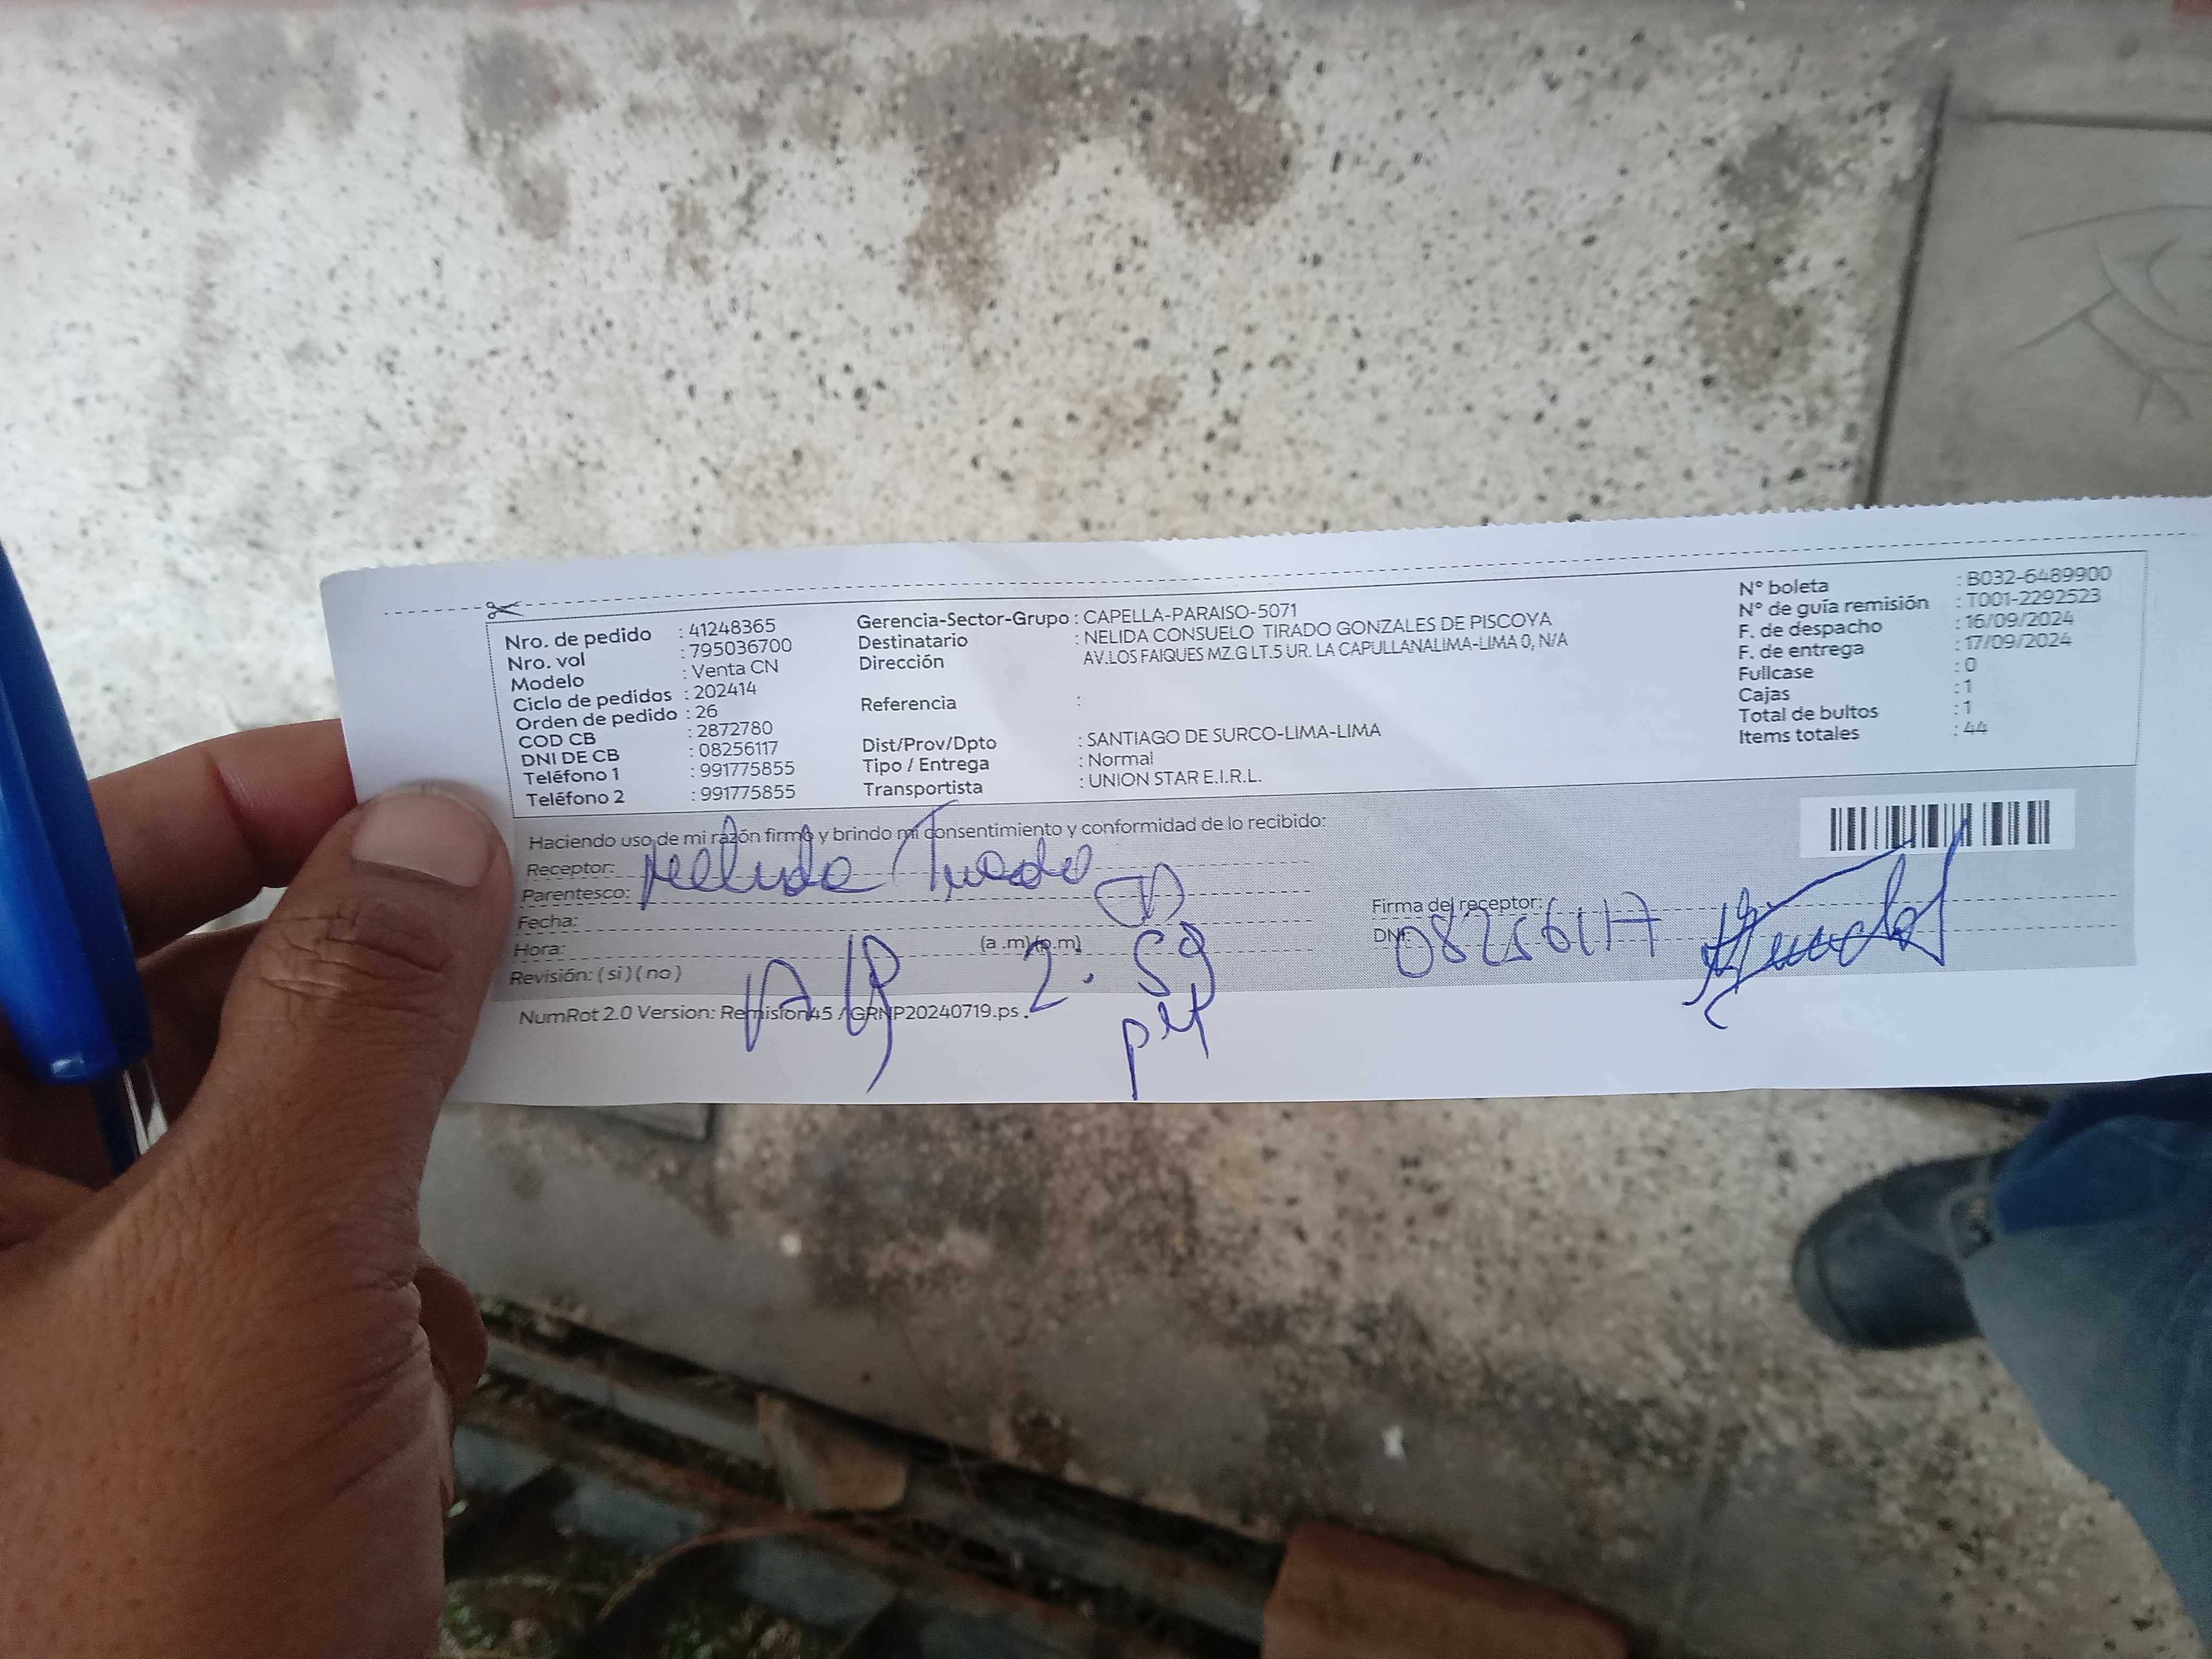 Nro. de pedido : 41248365
Nro. vol : 795036700
Modelo : Venta CN
Ciclo de pedidos : 202414
Orden de pedido : 26
COD CB : 2872780
DNI DE CB : 08256117
Teléfono 1 : 991775855
Teléfono 2 : 991775855
Gerencia-Sector-Grupo : CAPELLA-PARAISO-5071
Destinatario : NELIDA CONSUELO TIRADO GONZALES DE PISCOYA
Dirección AV.LOS FAIQUES MZ.G LT.5 UR. LA CAPULLANALIMA-LIMA 0, N/A
Referencia :
Dist/Prov/Dpto : SANTIAGO DE SURCO-LIMA-LIMA
Tipo / Entrega : Normal
Transportista : UNION STAR E.I.R.L.
N° boleta : B032-6489900
N° de guía remisión : T001-2292523
F. de despacho : 16/09/2024
F. de entrega : 17/09/2024
Fullcase : 0
Cajas : 1
Total de bultos : 1
Items totales : 44
Haciendo uso de mi razón firmo y brindo mi consentimiento y conformidad de lo recibido:
Receptor: Nelida Tirado
Parentesco:
Fecha:
Hora: (a .m)(p.m) 2:59
Revisión: ( si ) ( no )
Firma del receptor:
DNI: 08256117
NumRot 2.0 Version: Remision45 / GRNP20240719.ps